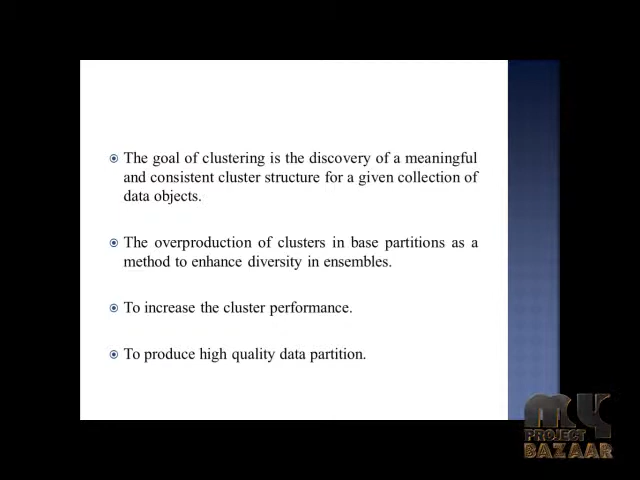 The goal of clustering is the discovery of a meaningful
and consistent cluster structure for a given collection of
data objects.
The overproduction of clusters in base partitions as a
method to enhance diversity in ensembles.
To increase the cluster performance.
To produce high quality data partition.
MY
PROJECT
BAZAAR